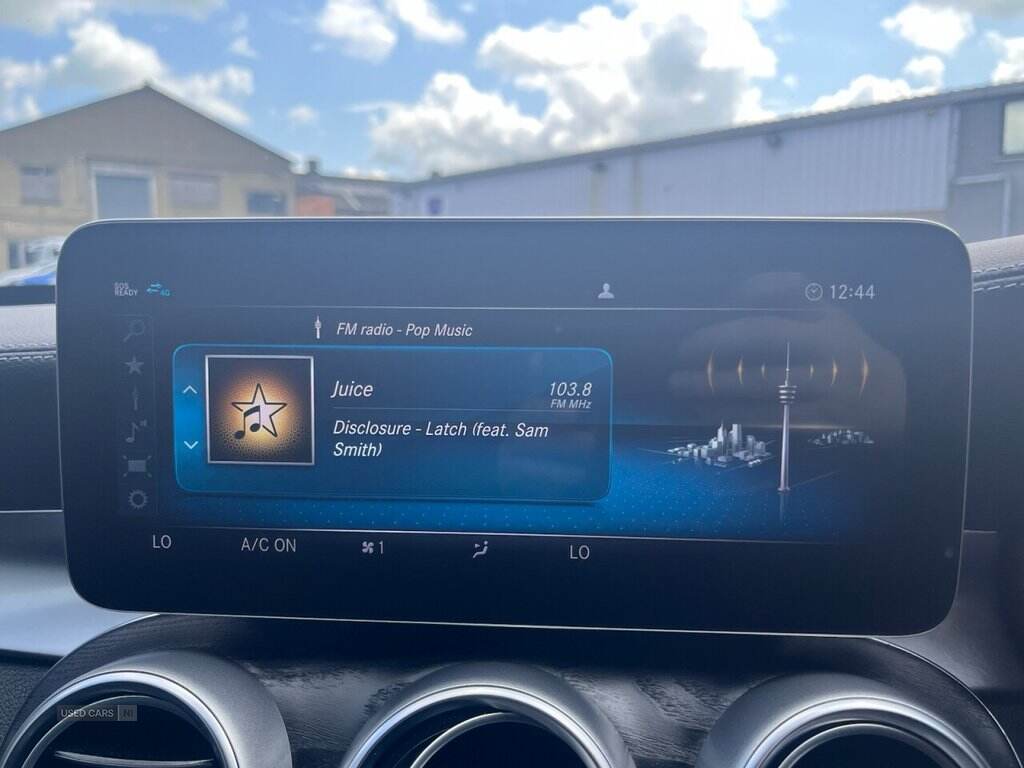 SOS
READY 4G
12:44
FM radio - Pop Music
Juice 103.8
FM MHz
Disclosure - Latch (feat. Sam
Smith)
LO A/C ON 1 LO
USED CARS NI